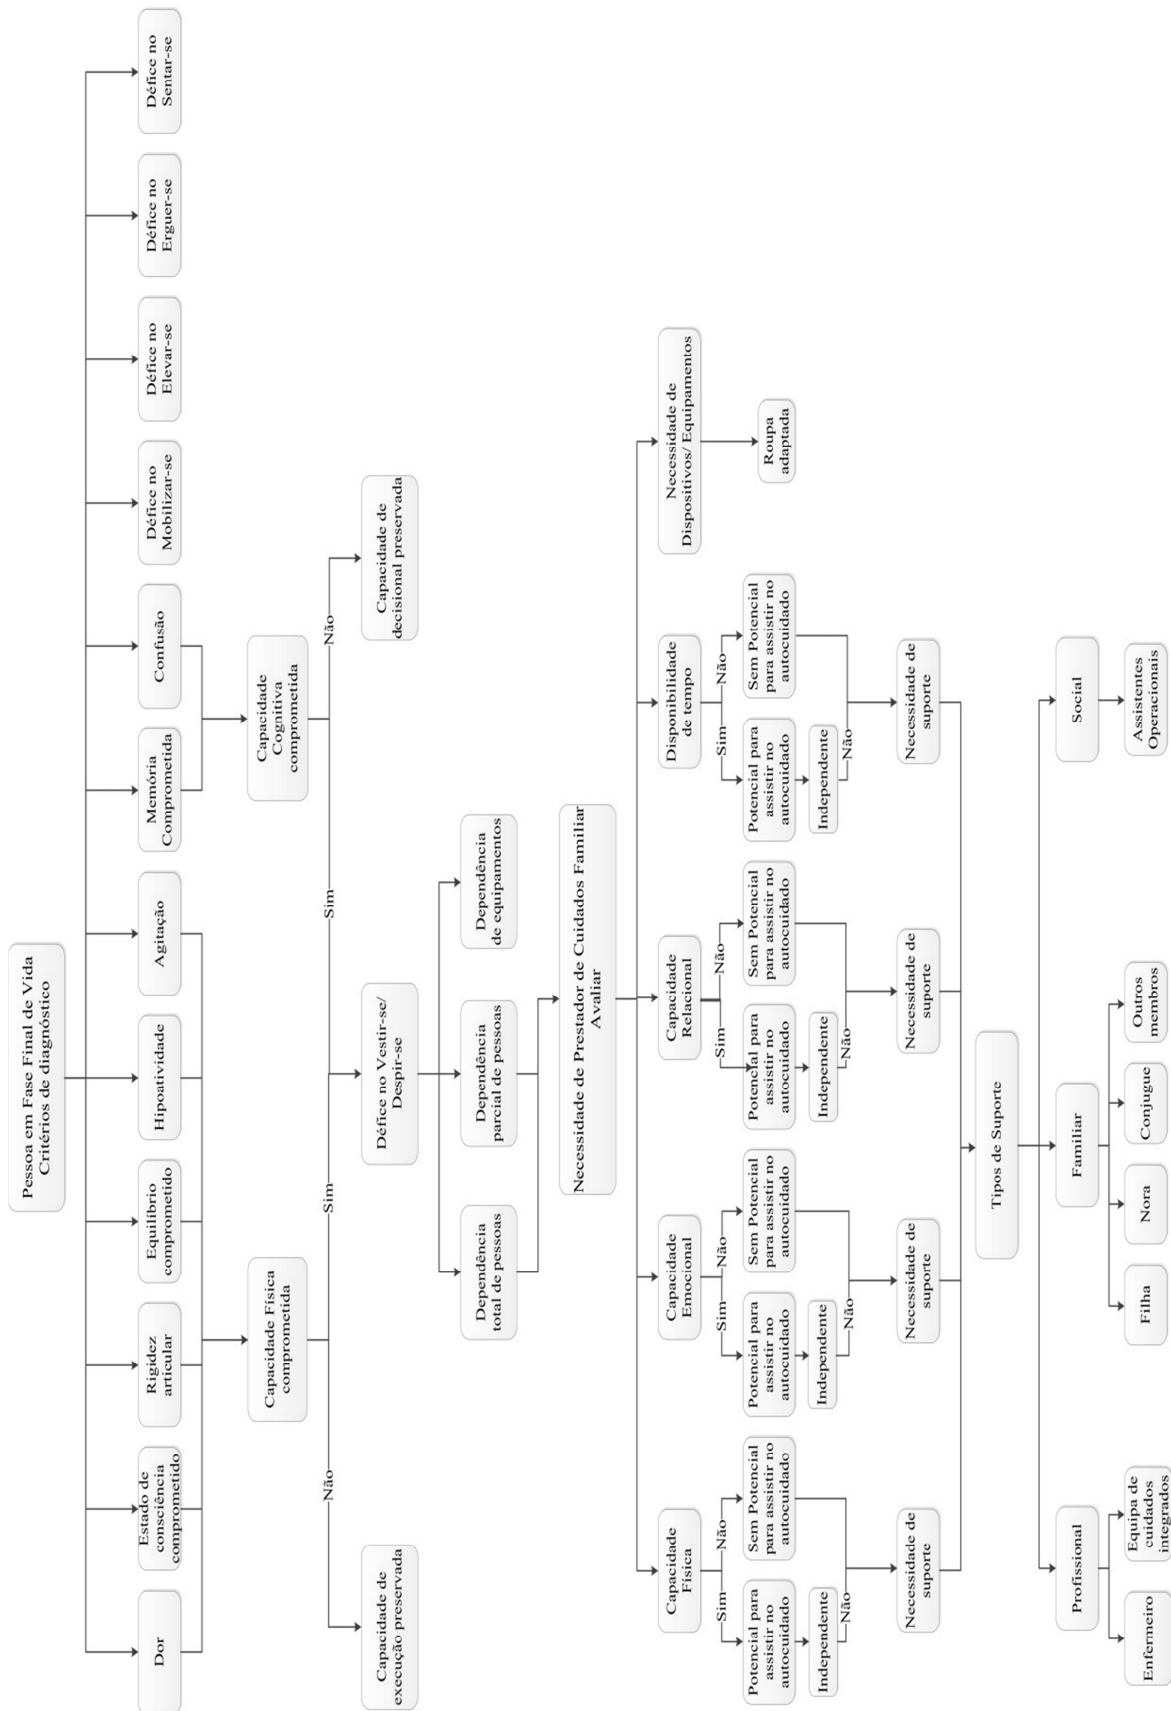 Pessoa em Fase Final de Vida
Critérios de diagnóstico
Dor
Estado de
consciência
comprometido
Rigidez
articular
Equilíbrio
comprometido
Hipoatividade
Agitação
Memória
Comprometida
Confusão
Défice no
Mobilizar-se
Défice no
Elevar-se
Défice no
Erguer-se
Défice no
Sentar-se
Capacidade Física
comprometida
Capacidade
Cognitiva
comprometida
Não
Sim
Sim
Não
Capacidade de
execução preservada
Défice no Vestir-se/
Despir-se
Capacidade de
decisional preservada
Dependência
total de pessoas
Dependência
parcial de pessoas
Dependência
de equipamentos
Necessidade de Prestador de Cuidados Familiar
Avaliar
Capacidade
Física
Capacidade
Emocional
Capacidade
Relacional
Disponibilidade
de tempo
Necessidade de
Dispositivos/ Equipamentos
Sim
Não
Sim
Não
Sim
Não
Sim
Não
Potencial para
assistir no
autocuidado
Sem Potencial
para assistir no
autocuidado
Potencial para
assistir no
autocuidado
Sem Potencial
para assistir no
autocuidado
Potencial para
assistir no
autocuidado
Sem Potencial
para assistir no
autocuidado
Potencial para
assistir no
autocuidado
Sem Potencial
para assistir no
autocuidado
Roupa
adaptada
Independente
Independente
Independente
Independente
Não
Não
Não
Não
Necessidade de
suporte
Necessidade de
suporte
Necessidade de
suporte
Necessidade de
suporte
Tipos de Suporte
Profissional
Familiar
Social
Enfermeiro
Equipa de
cuidados
integrados
Filha
Nora
Conjugue
Outros
membros
Assistentes
Operacionais